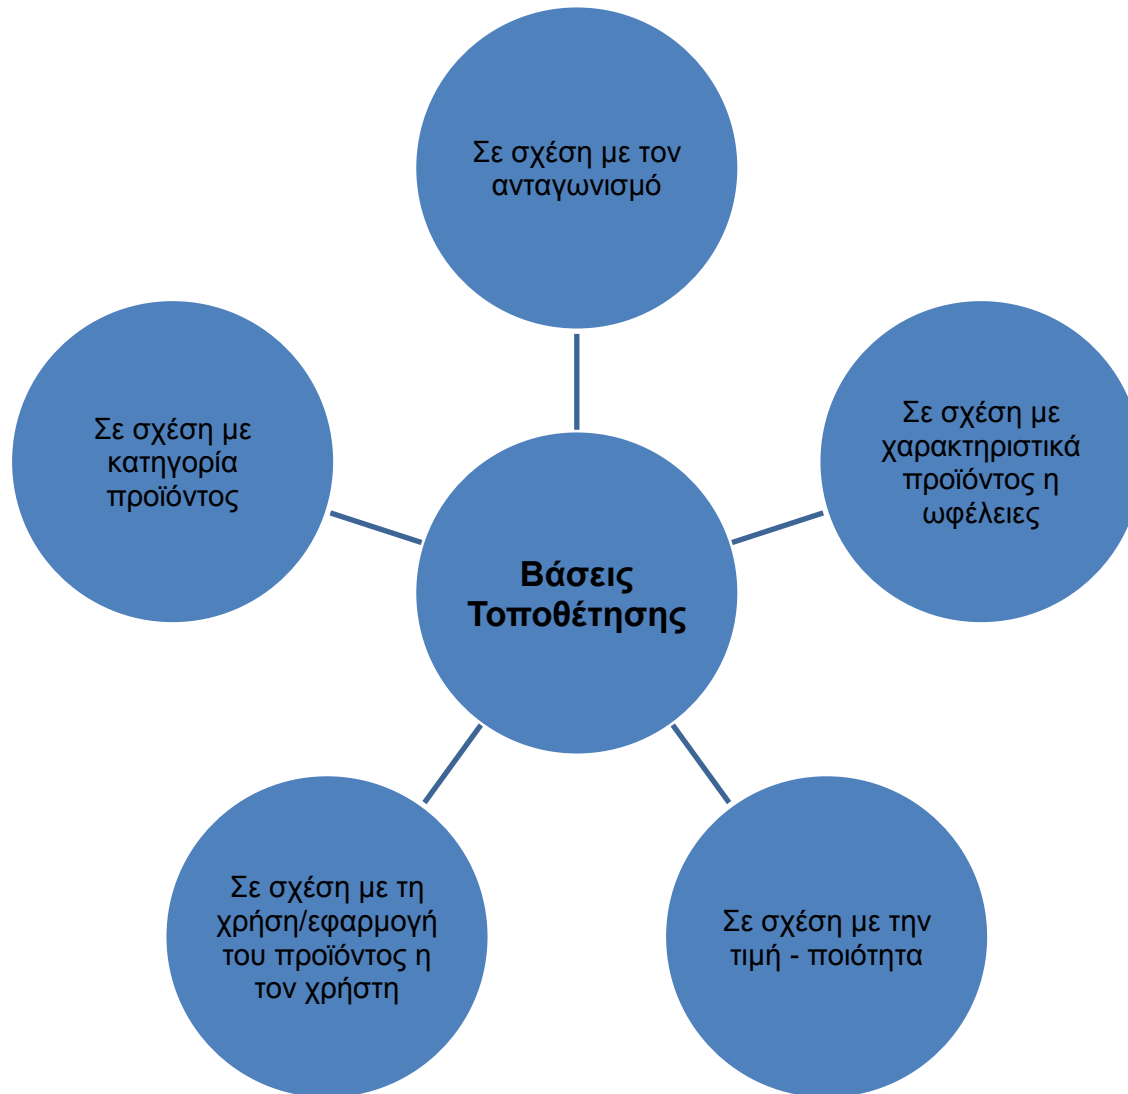 Σε σχέση με τον
ανταγωνισμό
Σε σχέση με
κατηγορία
προϊόντος
Σε σχέση με
χαρακτηριστικά
προϊόντος η
ωφέλειες
Βάσεις
Τοποθέτησης
Σε σχέση με τη
χρήση/εφαρμογή
του προϊόντος η
τον χρήστη
Σε σχέση με την
τιμή - ποιότητα